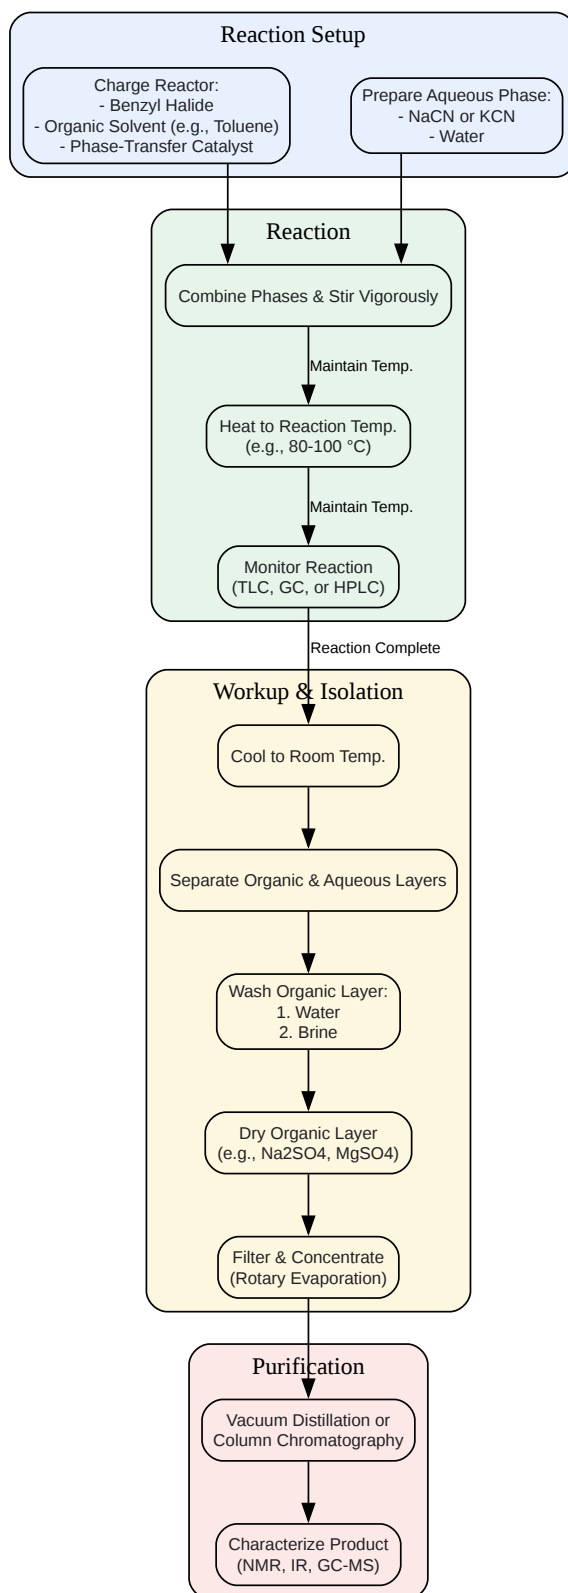 Reaction Setup
Charge Reactor:
- Benzyl Halide
- Organic Solvent (e.g., Toluene)
- Phase-Transfer Catalyst
Prepare Aqueous Phase:
- NaCN or KCN
- Water
Reaction
Combine Phases & Stir Vigorously
Maintain Temp.
Heat to Reaction Temp.
(e.g., 80-100 °C)
Maintain Temp.
Monitor Reaction
(TLC, GC, or HPLC)
Reaction Complete
Workup & Isolation
Cool to Room Temp.
Separate Organic & Aqueous Layers
Wash Organic Layer:
1. Water
2. Brine
Dry Organic Layer
(e.g., Na2SO4, MgSO4)
Filter & Concentrate
(Rotary Evaporation)
Purification
Vacuum Distillation or
Column Chromatography
Characterize Product
(NMR, IR, GC-MS)